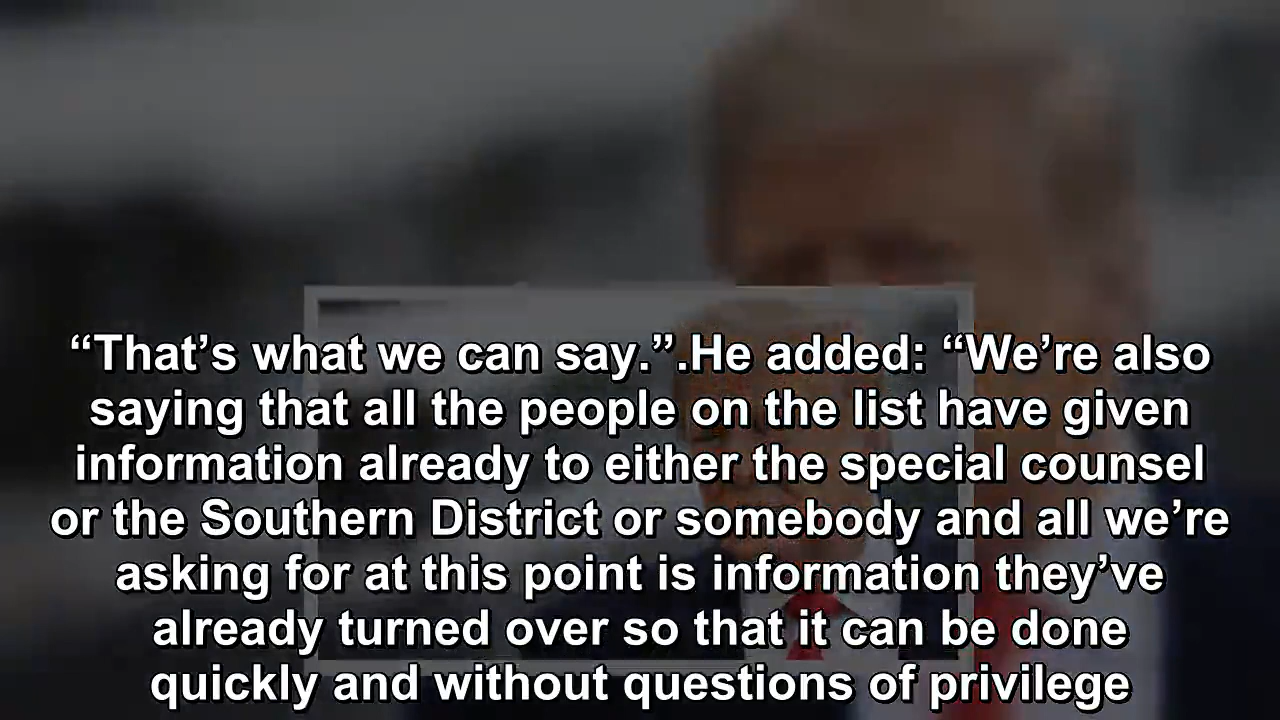 “That’s what we can say.”.He added: “We’re also
saying that all the people on the list have given
information already to either the special counsel
or the Southern District or somebody and all we’re
asking for at this point is information they’ve
already turned over so that it can be done
quickly and without questions of privilege